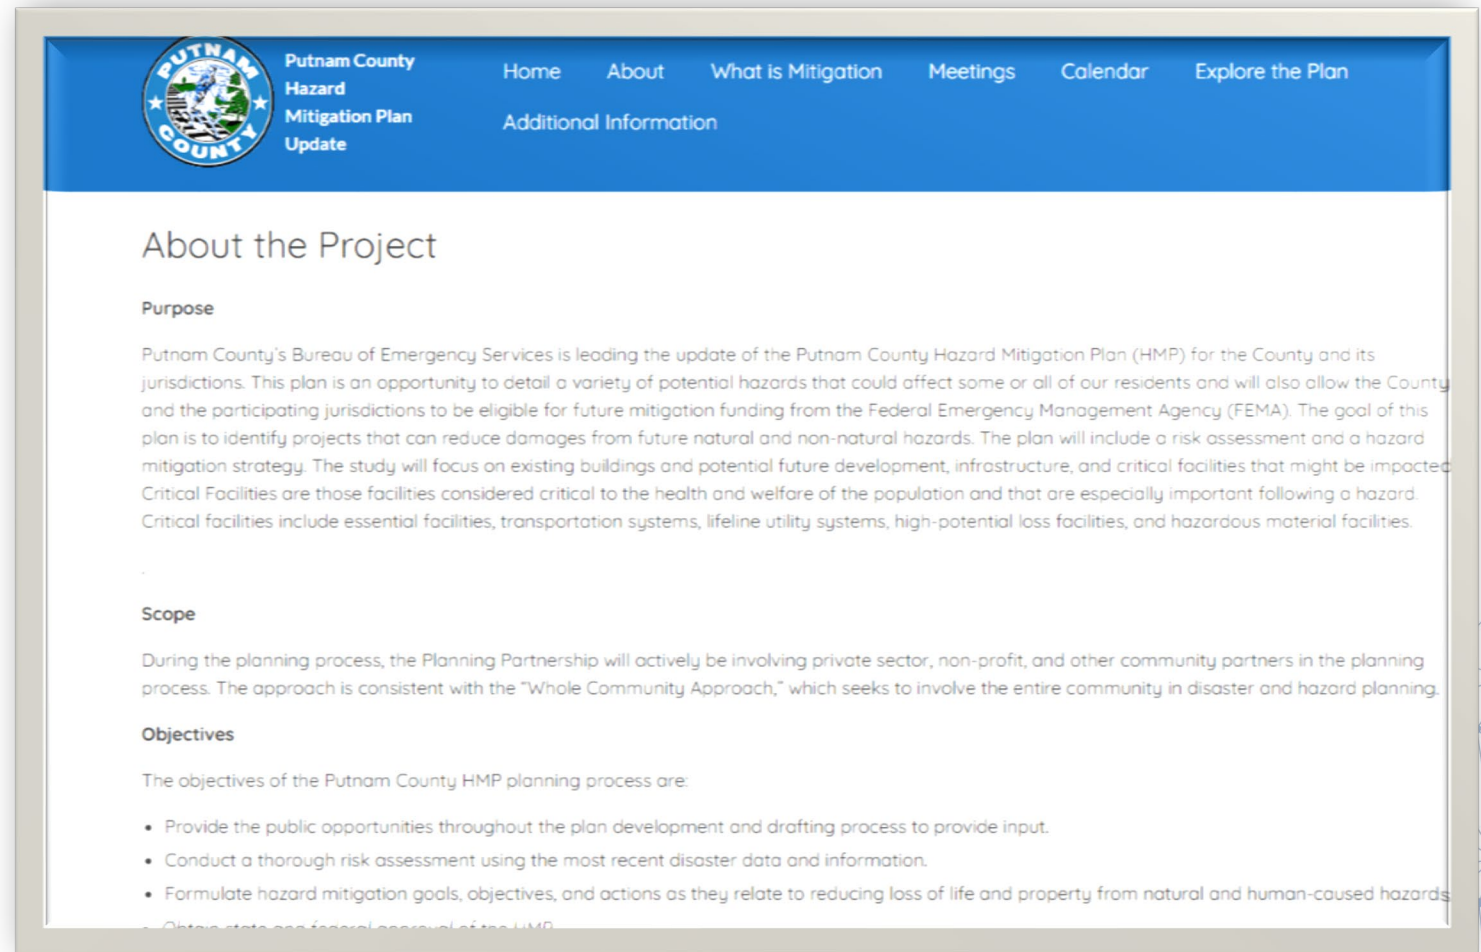 PUTNAM
COUNTY
Putnam County
Hazard
Mitigation Plan
Update
Home About What is Mitigation Meetings Calendar Explore the Plan
Additional Information
About the Project
Purpose
Putnam County's Bureau of Emergency Services is leading the update of the Putnam County Hazard Mitigation Plan (HMP) for the County and its
jurisdictions. This plan is an opportunity to detail a variety of potential hazards that could affect some or all of our residents and will also allow the County
and the participating jurisdictions to be eligible for future mitigation funding from the Federal Emergency Management Agency (FEMA). The goal of this
plan is to identify projects that can reduce damages from future natural and non-natural hazards. The plan will include a risk assessment and a hazard
mitigation strategy. The study will focus on existing buildings and potential future development, infrastructure, and critical facilities that might be impacted
Critical Facilities are those facilities considered critical to the health and welfare of the population and that are especially important following a hazard.
Critical facilities include essential facilities, transportation systems, lifeline utility systems, high-potential loss facilities, and hazardous material facilities.
.
Scope
During the planning process, the Planning Partnership will actively be involving private sector, non-profit, and other community partners in the planning
process. The approach is consistent with the "Whole Community Approach," which seeks to involve the entire community in disaster and hazard planning.
Objectives
The objectives of the Putnam County HMP planning process are:
• Provide the public opportunities throughout the plan development and drafting process to provide input.
• Conduct a thorough risk assessment using the most recent disaster data and information.
• Formulate hazard mitigation goals, objectives, and actions as they relate to reducing loss of life and property from natural and human-caused hazards
• Obtain state and federal approval of the HMP